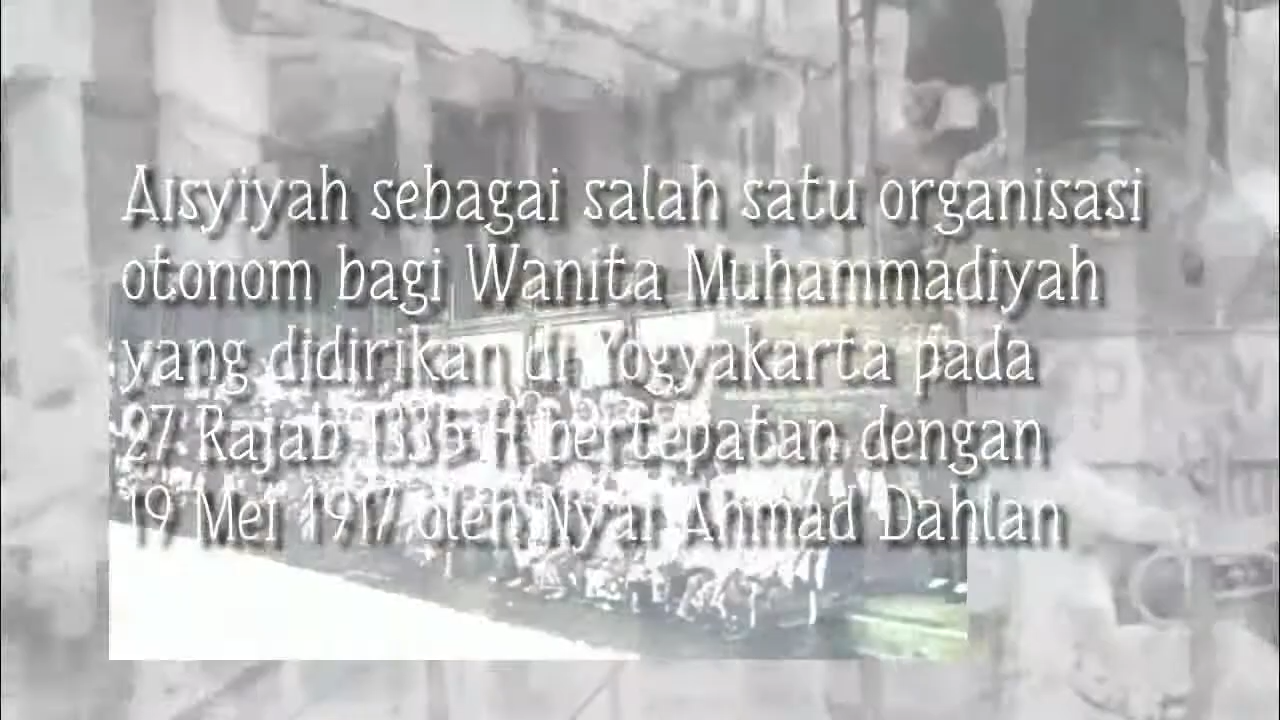 Aisyiyah sebagai salah satu organisasi
otonom bagi Wanita Muhammadiyah
yang didirikan di Yogyakarta pada
27 Rajab 1335 H bertepatan dengan
19 Mei 1917 oleh Nyai Ahmad Dahlan